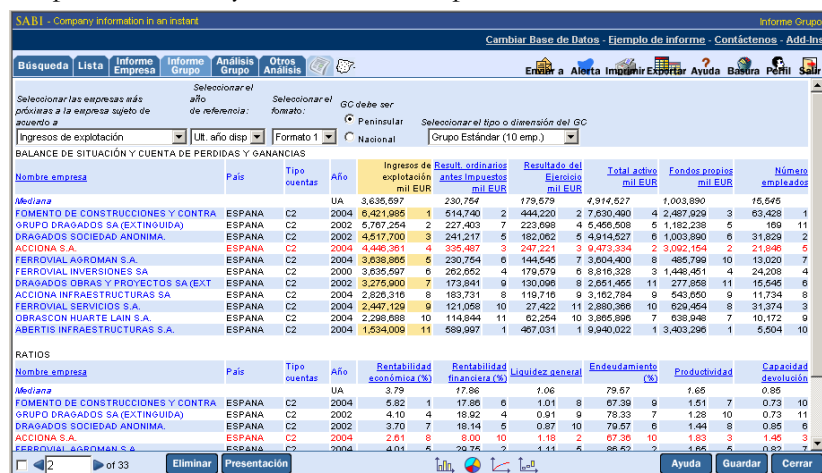 SABI - Company information in an instant Informe Grupo
Cambiar Base de Datos - Ejemplo de informe - Contáctenos - Add-Ins
Búsqueda Lista Informe Empresa Informe Grupo Análisis Grupo Otros Análisis Enviar a Alerta Imprimir Exportar Ayuda Basura Perfil Salir
Seleccionar las empresas más próximas a la empresa sujeto de acuerdo a
Seleccionar el año de referencia:
Seleccionar el formato:
GC debe ser
Peninsular
Nacional
Seleccionar el tipo o dimensión del GC
Ingresos de explotación Ult. año disp Formato 1 Grupo Estándar (10 emp.)
BALANCE DE SITUACIÓN Y CUENTA DE PERDIDAS Y GANANCIAS
Nombre empresa País Tipo cuentas Año Ingresos de explotación mil EUR Result. ordinarios antes Impuestos mil EUR Resultado del Ejercicio mil EUR Total activo mil EUR Fondos propios mil EUR Número empleados
Mediana UA 3,635,597 230,754 179,579 4,914,527 1,003,890 15,545
FOMENTO DE CONSTRUCCIONES Y CONTRA ESPANA C2 2004 6,421,985 1 514,740 2 444,220 2 7,630,490 4 2,487,929 3 63,428 1
GRUPO DRAGADOS SA (EXTINGUIDA) ESPANA C2 2002 5,767,254 2 227,403 7 223,698 4 5,456,508 5 1,182,238 5 169 11
DRAGADOS SOCIEDAD ANONIMA. ESPANA C2 2002 4,517,700 3 241,217 5 182,062 5 4,914,527 6 1,003,890 6 31,829 2
ACCIONA S.A. ESPANA C2 2004 4,446,361 4 335,487 3 247,221 3 9,473,334 2 3,092,154 2 21,846 5
FERROVIAL AGROMAN S.A. ESPANA C2 2004 3,638,865 5 230,754 6 144,545 7 3,604,400 8 485,799 10 13,020 7
FERROVIAL INVERSIONES SA ESPANA C2 2000 3,635,597 6 262,652 4 179,579 6 8,816,328 3 1,448,451 4 24,208 4
DRAGADOS OBRAS Y PROYECTOS SA (EXT ESPANA C2 2002 3,275,900 7 173,841 9 130,096 8 2,651,455 11 277,858 11 15,545 6
ACCIONA INFRAESTRUCTURAS SA ESPANA C2 2004 2,826,316 8 183,731 8 119,716 9 3,162,784 9 543,650 9 11,734 8
FERROVIAL SERVICIOS S.A. ESPANA C2 2004 2,447,129 9 121,058 10 27,422 11 2,880,366 10 629,454 8 31,374 3
OBRASCON HUARTE LAIN S.A. ESPANA C2 2004 2,298,688 10 114,844 11 62,254 10 3,865,896 7 638,948 7 10,172 9
ABERTIS INFRAESTRUCTURAS S.A. ESPANA C2 2004 1,534,009 11 589,997 1 467,031 1 9,940,022 1 3,403,296 1 5,504 10
RATIOS
Nombre empresa País Tipo cuentas Año Rentabilidad económica (%) Rentabilidad financiera (%) Liquidez general Endeudamiento (%) Productividad Capacidad devolución
Mediana UA 3.79 17.86 1.06 79.57 1.65 0.85
FOMENTO DE CONSTRUCCIONES Y CONTRA ESPANA C2 2004 5.82 1 17.86 6 1.01 8 67.39 9 1.51 7 0.73 10
GRUPO DRAGADOS SA (EXTINGUIDA) ESPANA C2 2002 4.10 4 18.92 4 0.91 9 78.33 7 1.28 10 0.73 11
DRAGADOS SOCIEDAD ANONIMA. ESPANA C2 2002 3.70 7 18.14 5 0.87 10 79.57 6 1.44 8 0.85 6
ACCIONA S.A. ESPANA C2 2004 2.61 8 8.00 10 1.18 2 67.36 10 1.83 3 1.45 3
FERROVIAL AGROMAN S.A. ESPANA C2 2004 4.01 5 29.75 2 1.11 5 86.52 2 1.65 5 0.82 7
2 of 33 Eliminar Presentación Ayuda Guardar Cerrar